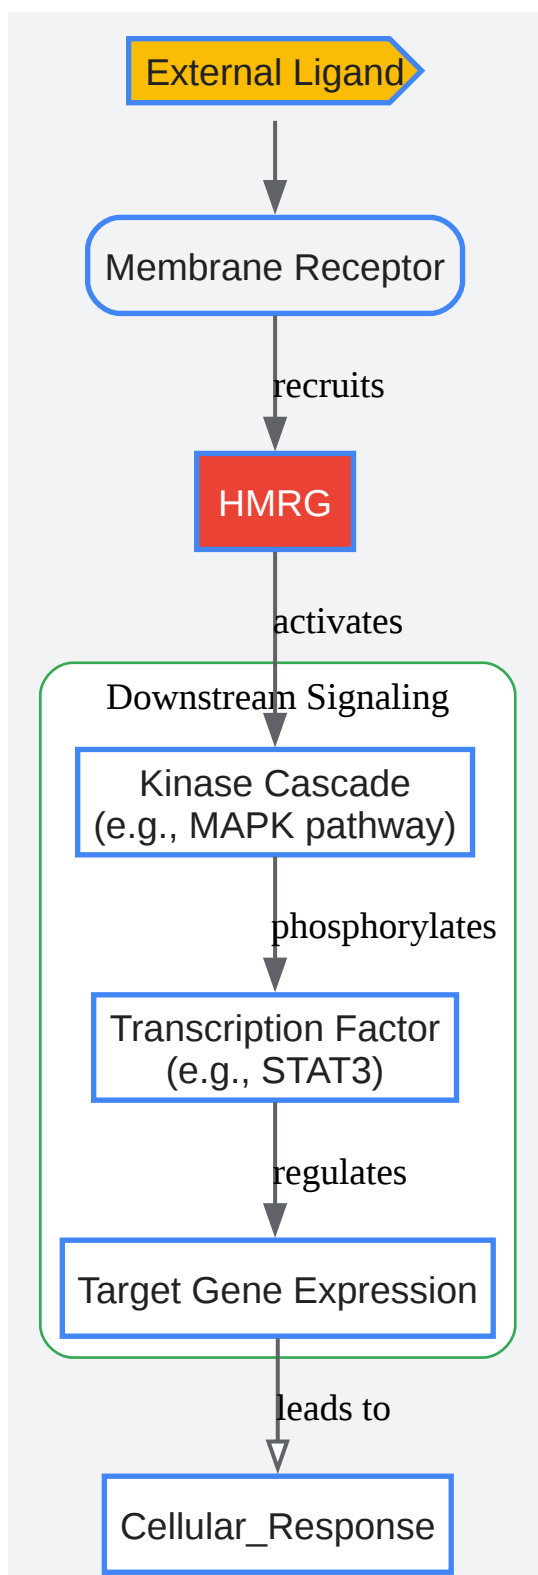 External Ligand
Membrane Receptor
recruits
HMRG
activates
Downstream Signaling
Kinase Cascade
(e.g., MAPK pathway)
phosphorylates
Transcription Factor
(e.g., STAT3)
regulates
Target Gene Expression
leads to
Cellular_Response